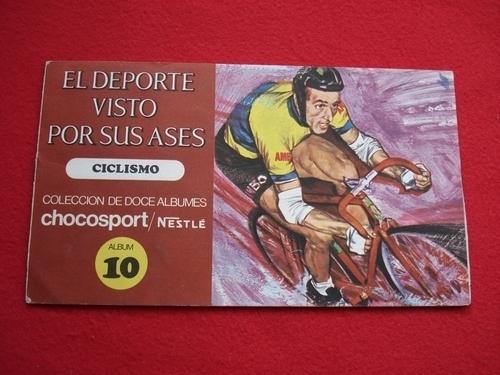 EL DEPORTE
VISTO
POR SUS ASES
CICLISMO
COLECCION DE DOCE ALBUMES
chocosport/NESTLÉ
ALBUM
10